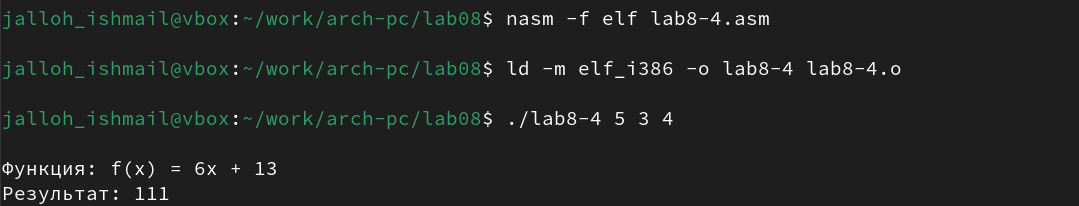 jalloh_ishmail@vbox:~/work/arch-pc/lab08$ nasm -f elf lab8-4.asm
jalloh_ishmail@vbox:~/work/arch-pc/lab08$ ld -m elf_i386 -o lab8-4 lab8-4.o
jalloh_ishmail@vbox:~/work/arch-pc/lab08$ ./lab8-4 5 3 4
Функция: f(x) = 6x + 13
Результат: 111